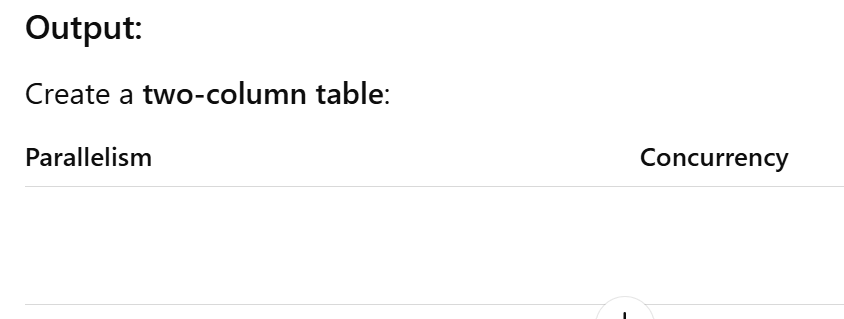 Output:
Create a two-column table:
Parallelism Concurrency